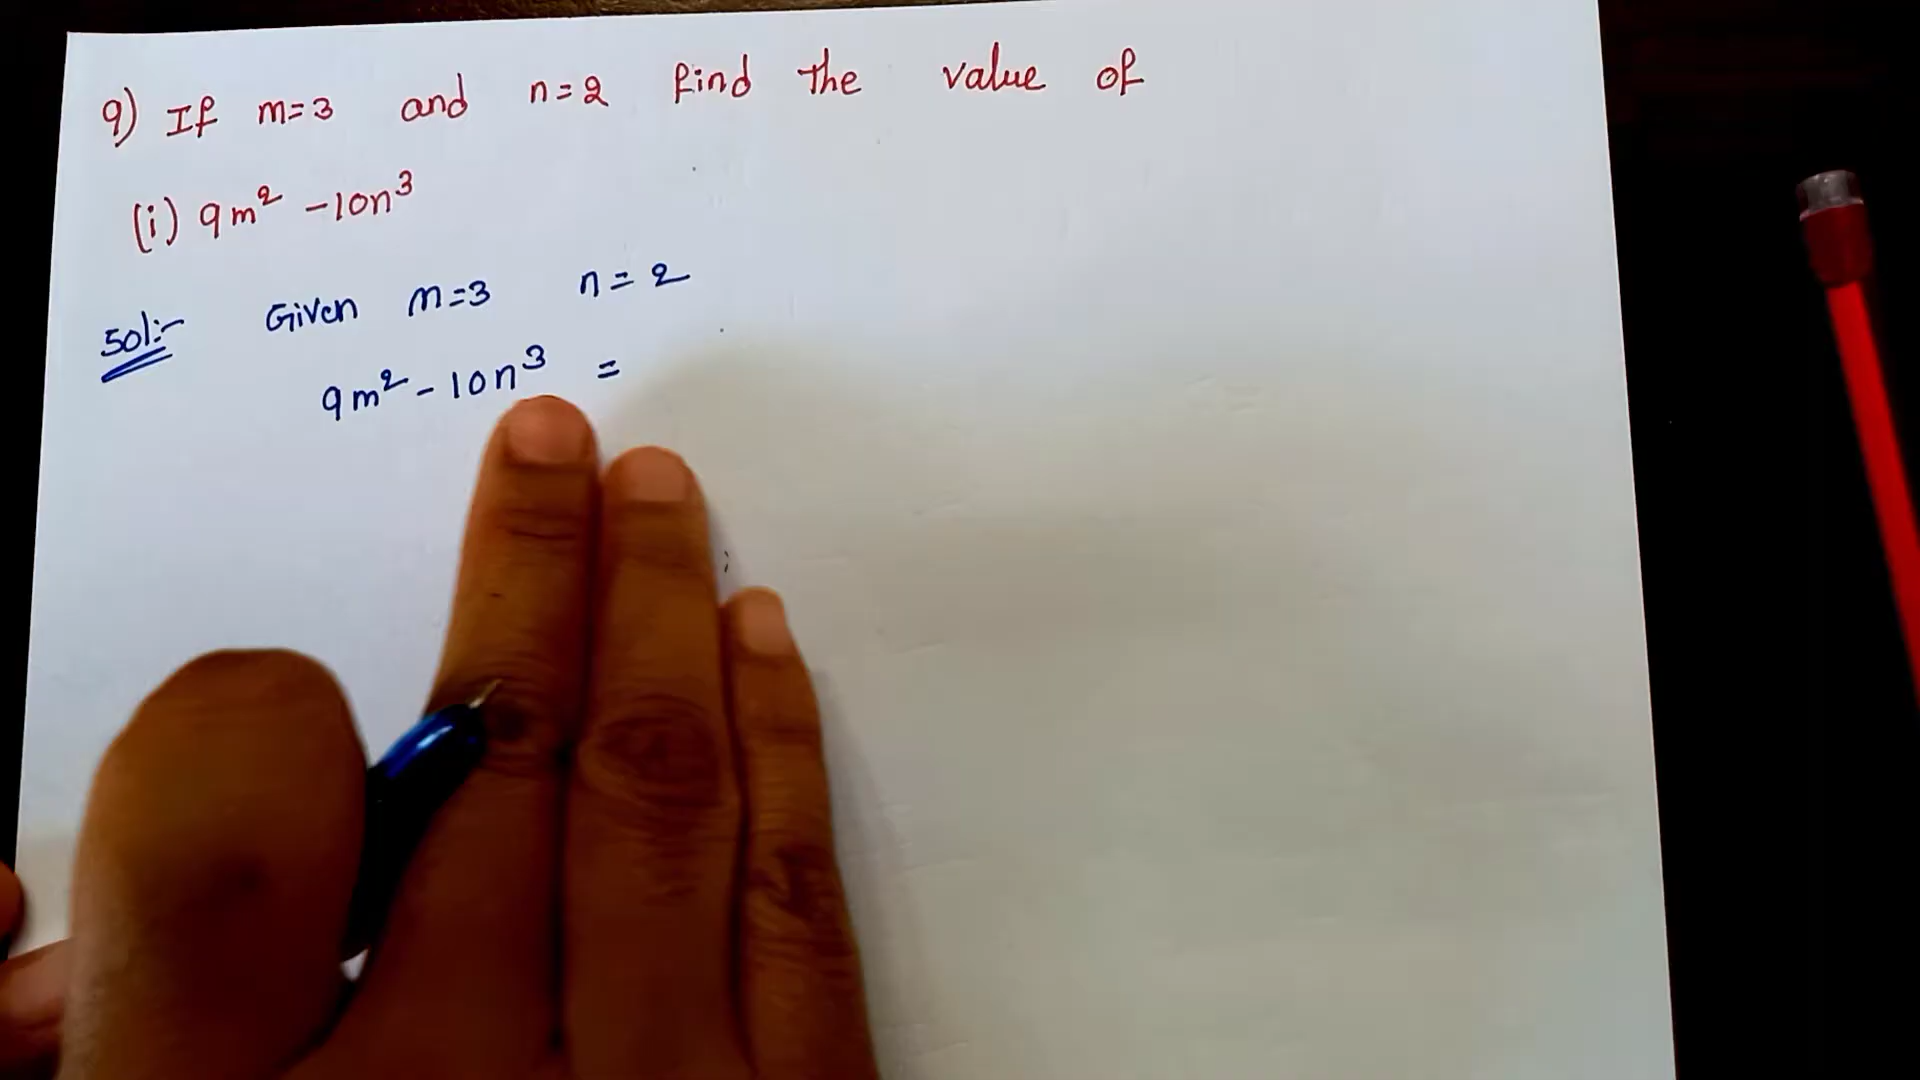 9) If m=3 and n=2 find the value of
(i) 9m² -10n³
Sol:- Given m=3 n=2
9m² - 10n³ =